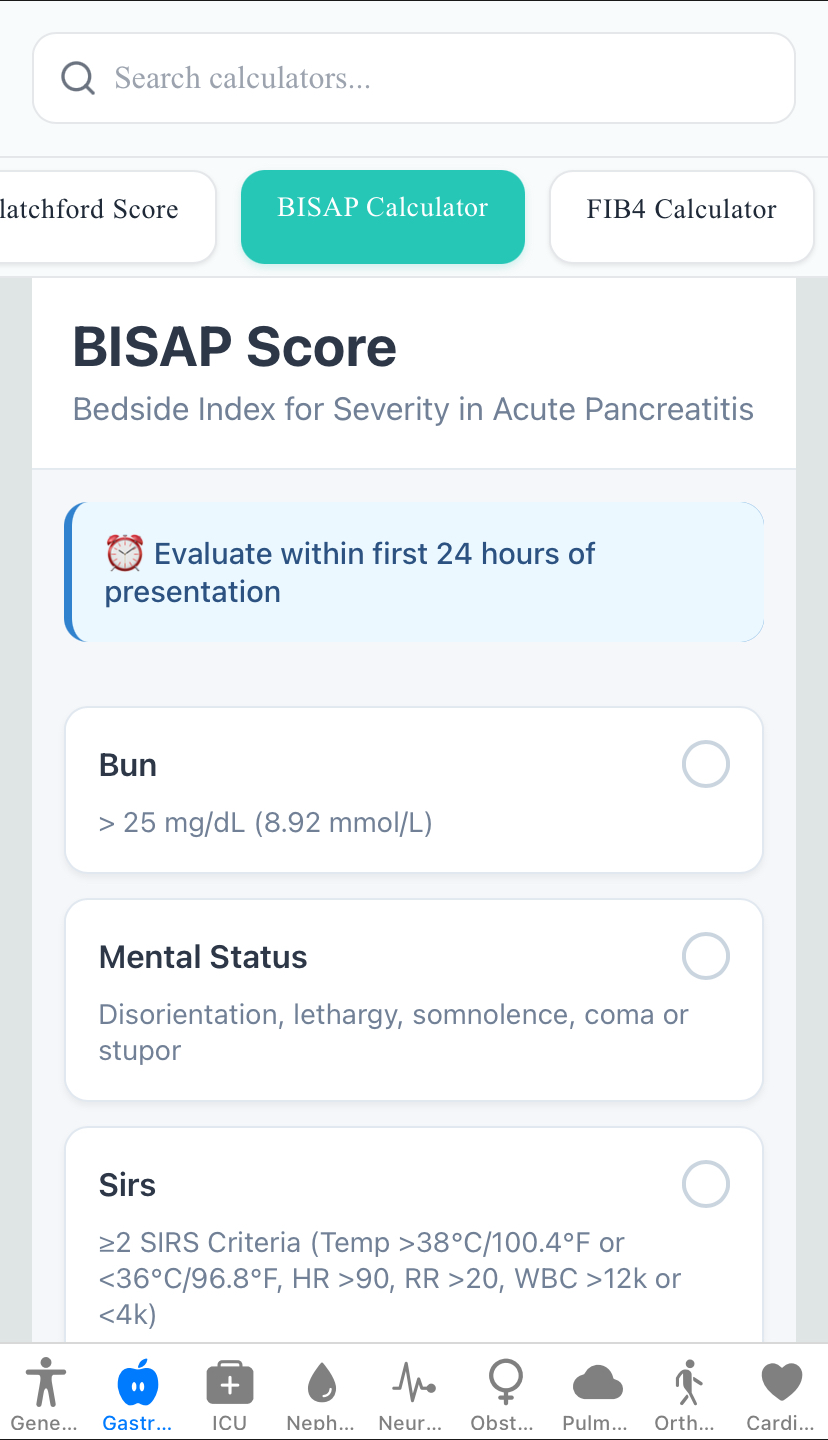 Search calculators...
latchford Score
BISAP Calculator
FIB4 Calculator
BISAP Score
Bedside Index for Severity in Acute Pancreatitis
⏰ Evaluate within first 24 hours of
presentation
Bun
> 25 mg/dL (8.92 mmol/L)
Mental Status
Disorientation, lethargy, somnolence, coma or
stupor
Sirs
≥2 SIRS Criteria (Temp >38°C/100.4°F or
<36°C/96.8°F, HR >90, RR >20, WBC >12k or
<4k)
Gene...
Gastr...
ICU
Neph...
Neur...
Obst...
Pulm...
Orth...
Cardi...